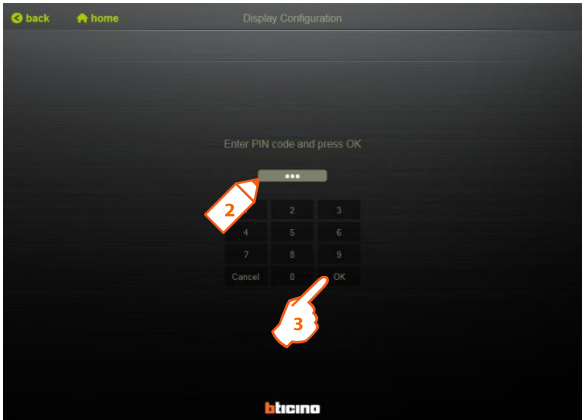 back home Display Configuration
Enter PIN code and press OK
•••
2 2 3
4 5 6
7 8 9
Cancel 0 OK
3
bticino